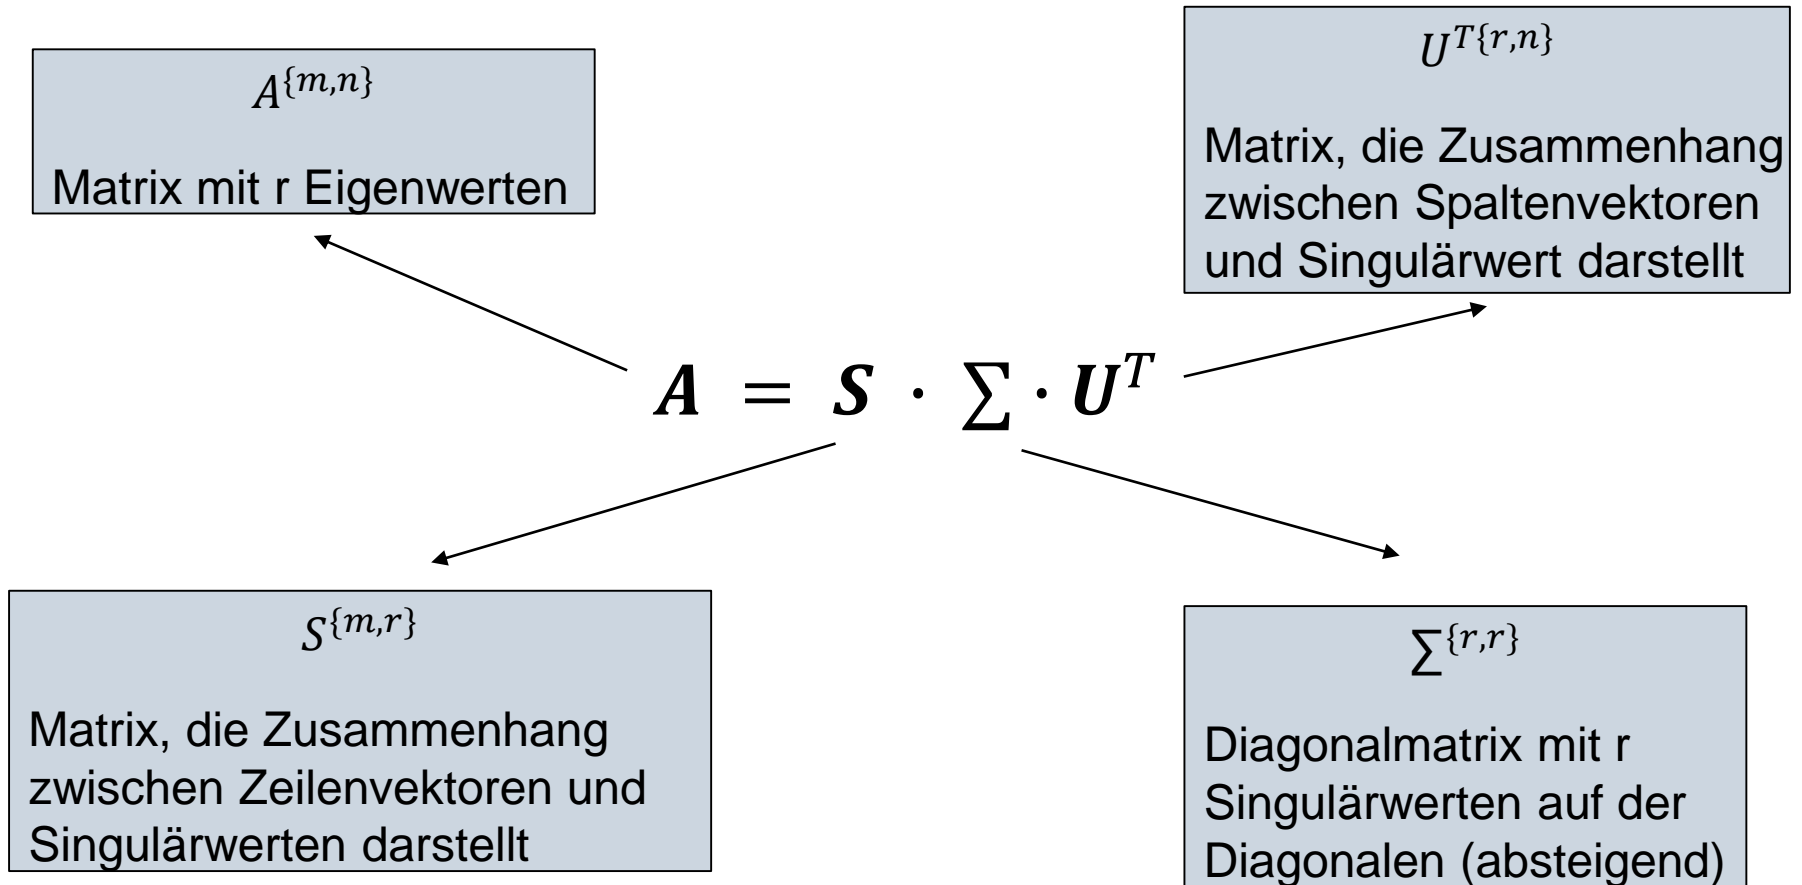 A^{m,n}
Matrix mit r Eigenwerten
U^T{r,n}
Matrix, die Zusammenhang
zwischen Spaltenvektoren
und Singulärwert darstellt
A = S · ∑ · U^T
S^{m,r}
Matrix, die Zusammenhang
zwischen Zeilenvektoren und
Singulärwerten darstellt
∑^{r,r}
Diagonalmatrix mit r
Singulärwerten auf der
Diagonalen (absteigend)